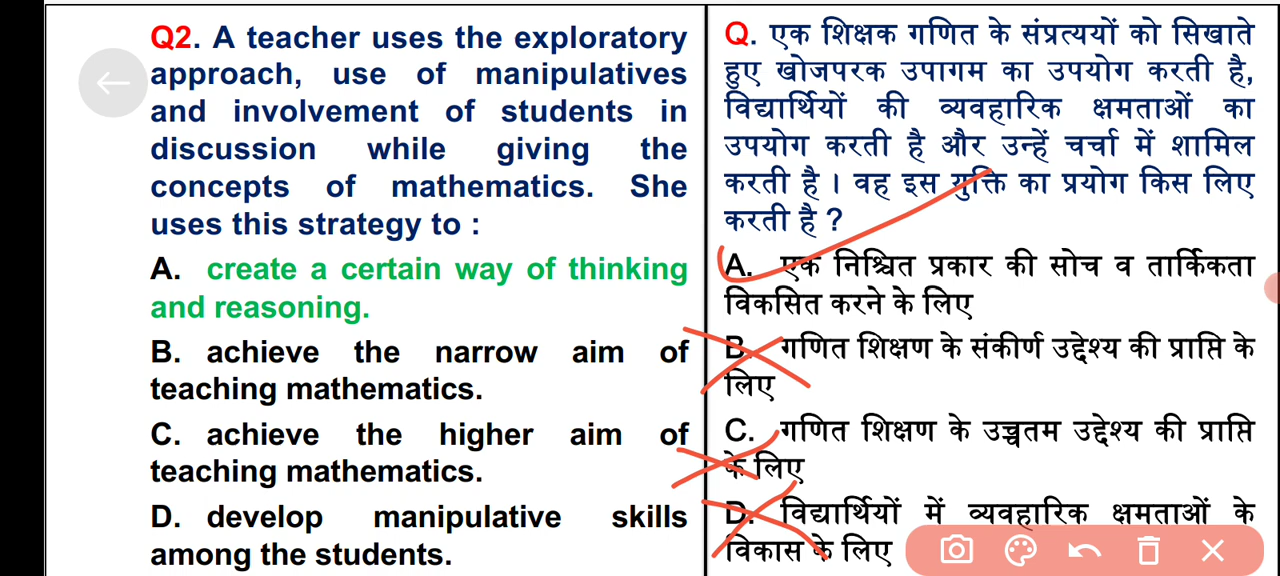 Q2. A teacher uses the exploratory
approach, use of manipulatives
and involvement of students in
discussion while giving the
concepts of mathematics. She
uses this strategy to :
A. create a certain way of thinking
and reasoning.
B. achieve the narrow aim of
teaching mathematics.
C. achieve the higher aim of
teaching mathematics.
D. develop manipulative skills
among the students.
Q. एक शिक्षक गणित के संप्रत्ययों को सिखाते
हुए खोजपरक उपागम का उपयोग करती है,
विद्यार्थियों की व्यवहारिक क्षमताओं का
उपयोग करती है और उन्हें चर्चा में शामिल
करती है । वह इस युक्ति का प्रयोग किस लिए
करती है ?
A. एक निश्चित प्रकार की सोच व तार्किकता
विकसित करने के लिए
B. गणित शिक्षण के संकीर्ण उद्देश्य की प्राप्ति के
लिए
C. गणित शिक्षण के उच्चतम उद्देश्य की प्राप्ति
के लिए
D. विद्यार्थियों में व्यवहारिक क्षमताओं के
विकास के लिए